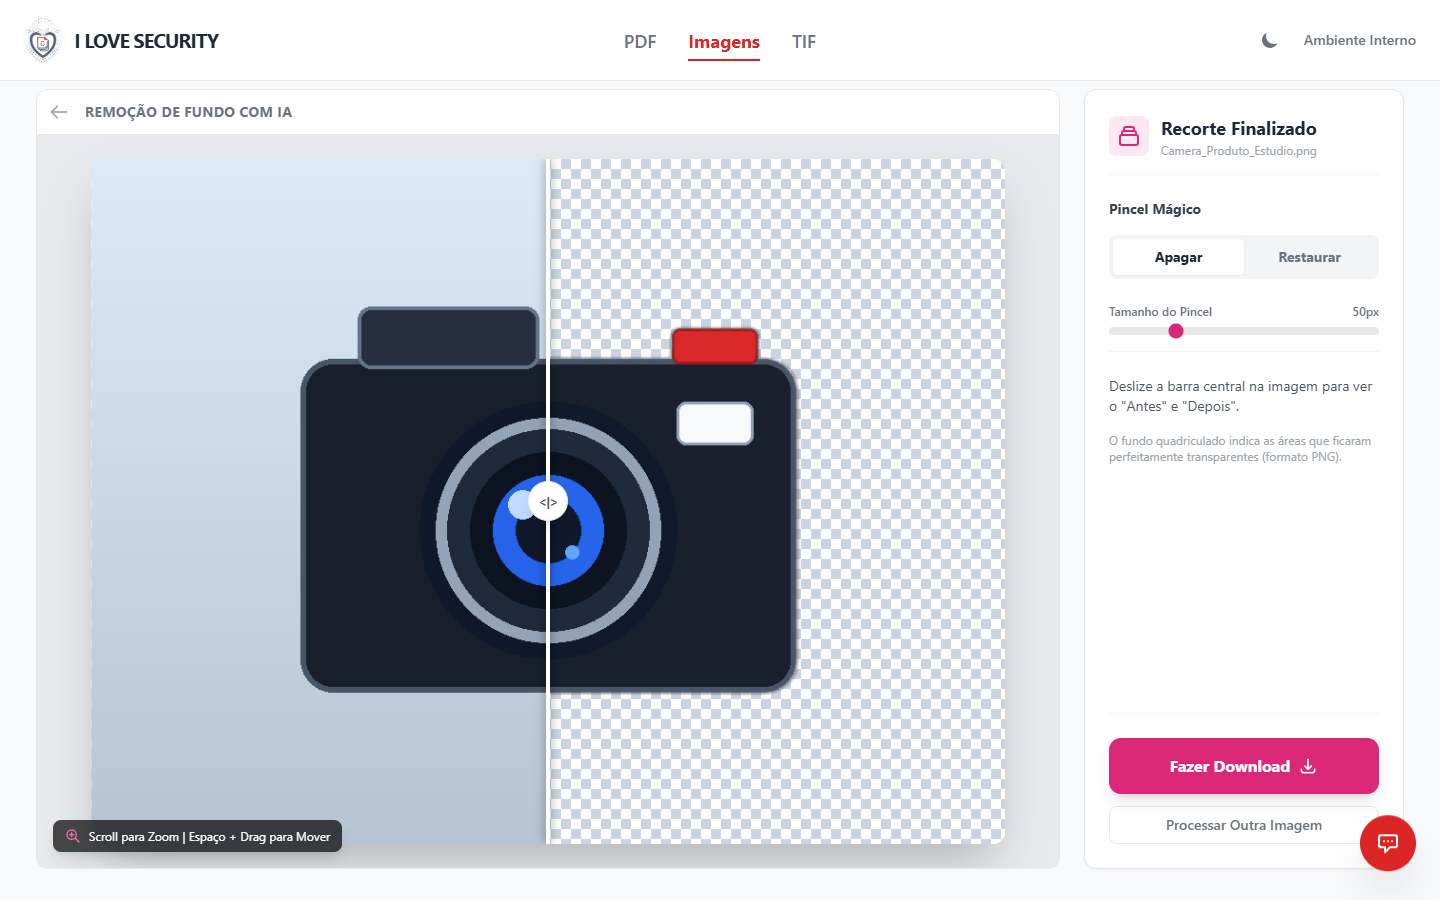 I LOVE SECURITY
PDF
Imagens
TIF
Ambiente Interno
REMOÇÃO DE FUNDO COM IA
<|>
Scroll para Zoom | Espaço + Drag para Mover
Recorte Finalizado
Camera_Produto_Estudio.png
Pincel Mágico
Apagar
Restaurar
Tamanho do Pincel
50px
Deslize a barra central na imagem para ver
o "Antes" e "Depois".
O fundo quadriculado indica as áreas que ficaram
perfeitamente transparentes (formato PNG).
Fazer Download
Processar Outra Imagem